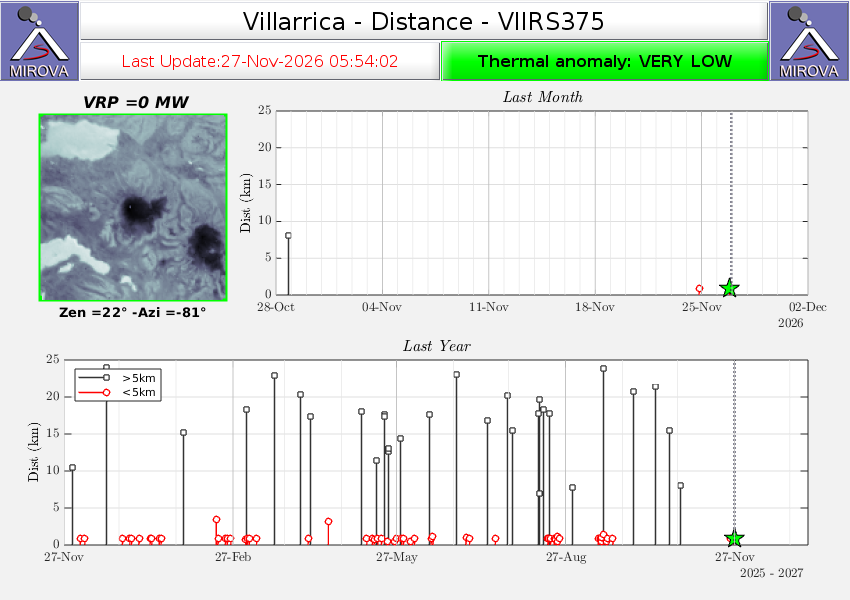 Villarrica - Distance - VIIRS375
MIROVA
Last Update:27-Nov-2026 05:54:02
Thermal anomaly: VERY LOW
MIROVA
VRP =0 MW
Zen =22° -Azi =-81°
Last Month
Dist (km)
25
20
15
10
5
0
28-Oct
04-Nov
11-Nov
18-Nov
25-Nov
02-Dec
2026
Last Year
Dist (km)
25
20
15
10
5
0
>5km
<5km
27-Nov
27-Feb
27-May
27-Aug
27-Nov
2025 - 2027